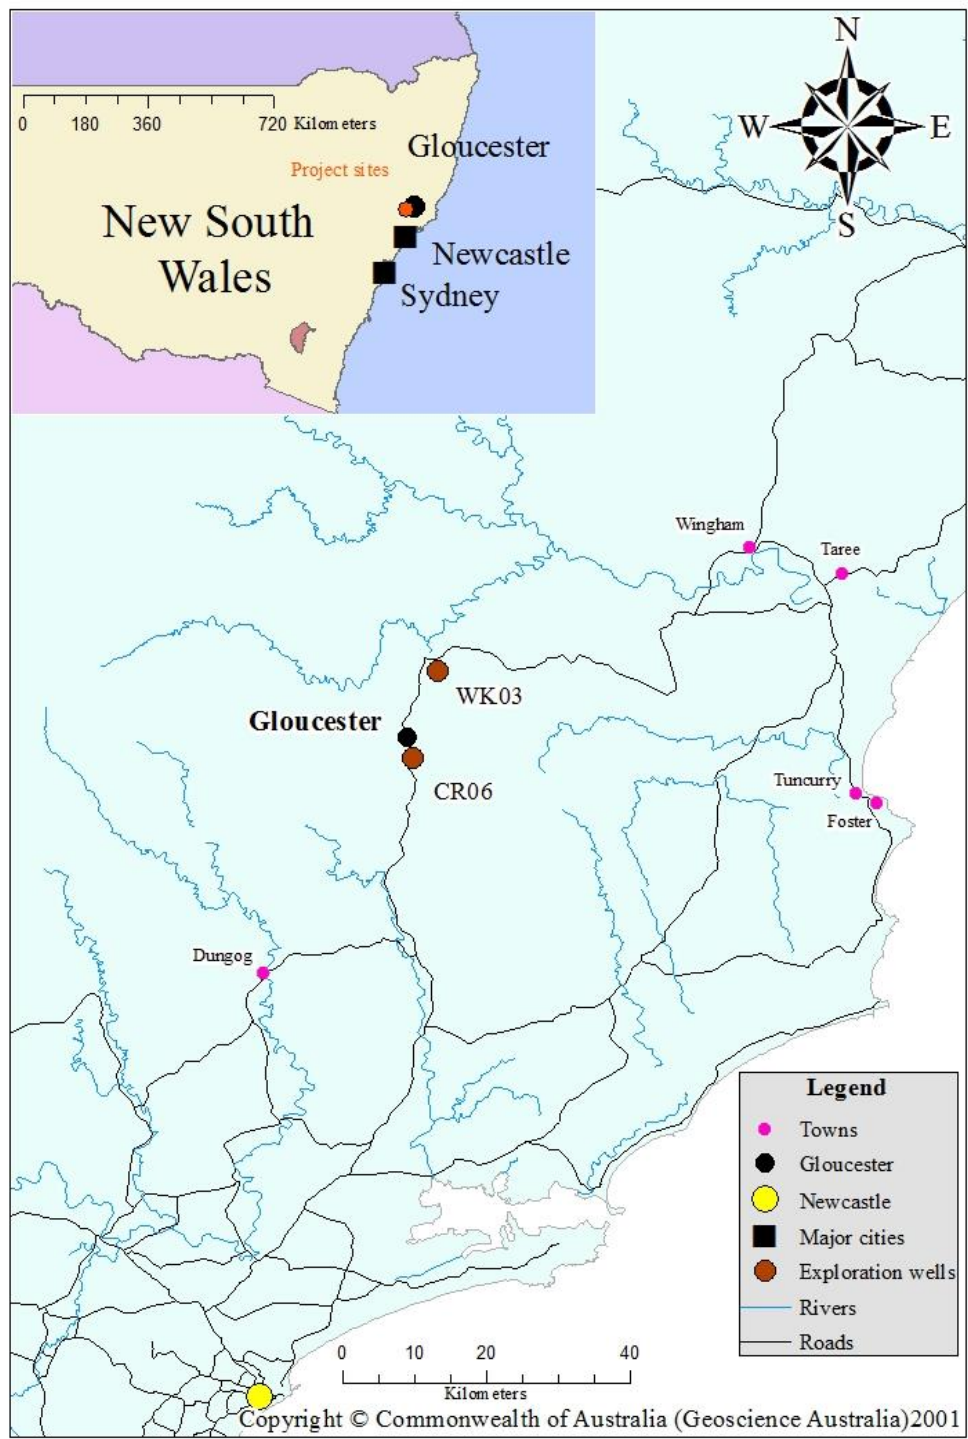 N
W E
S
0 180 360 720 Kilometers
Gloucester
Project sites
New South
Wales
Newcastle
Sydney
Wingham
Taree
WK03
Gloucester
CR06
Tuncurry
Foster
Dungog
Legend
Towns
Gloucester
Newcastle
Major cities
Exploration wells
Rivers
Roads
0 10 20 40
Kilometers
Copyright © Commonwealth of Australia (Geoscience Australia)2001